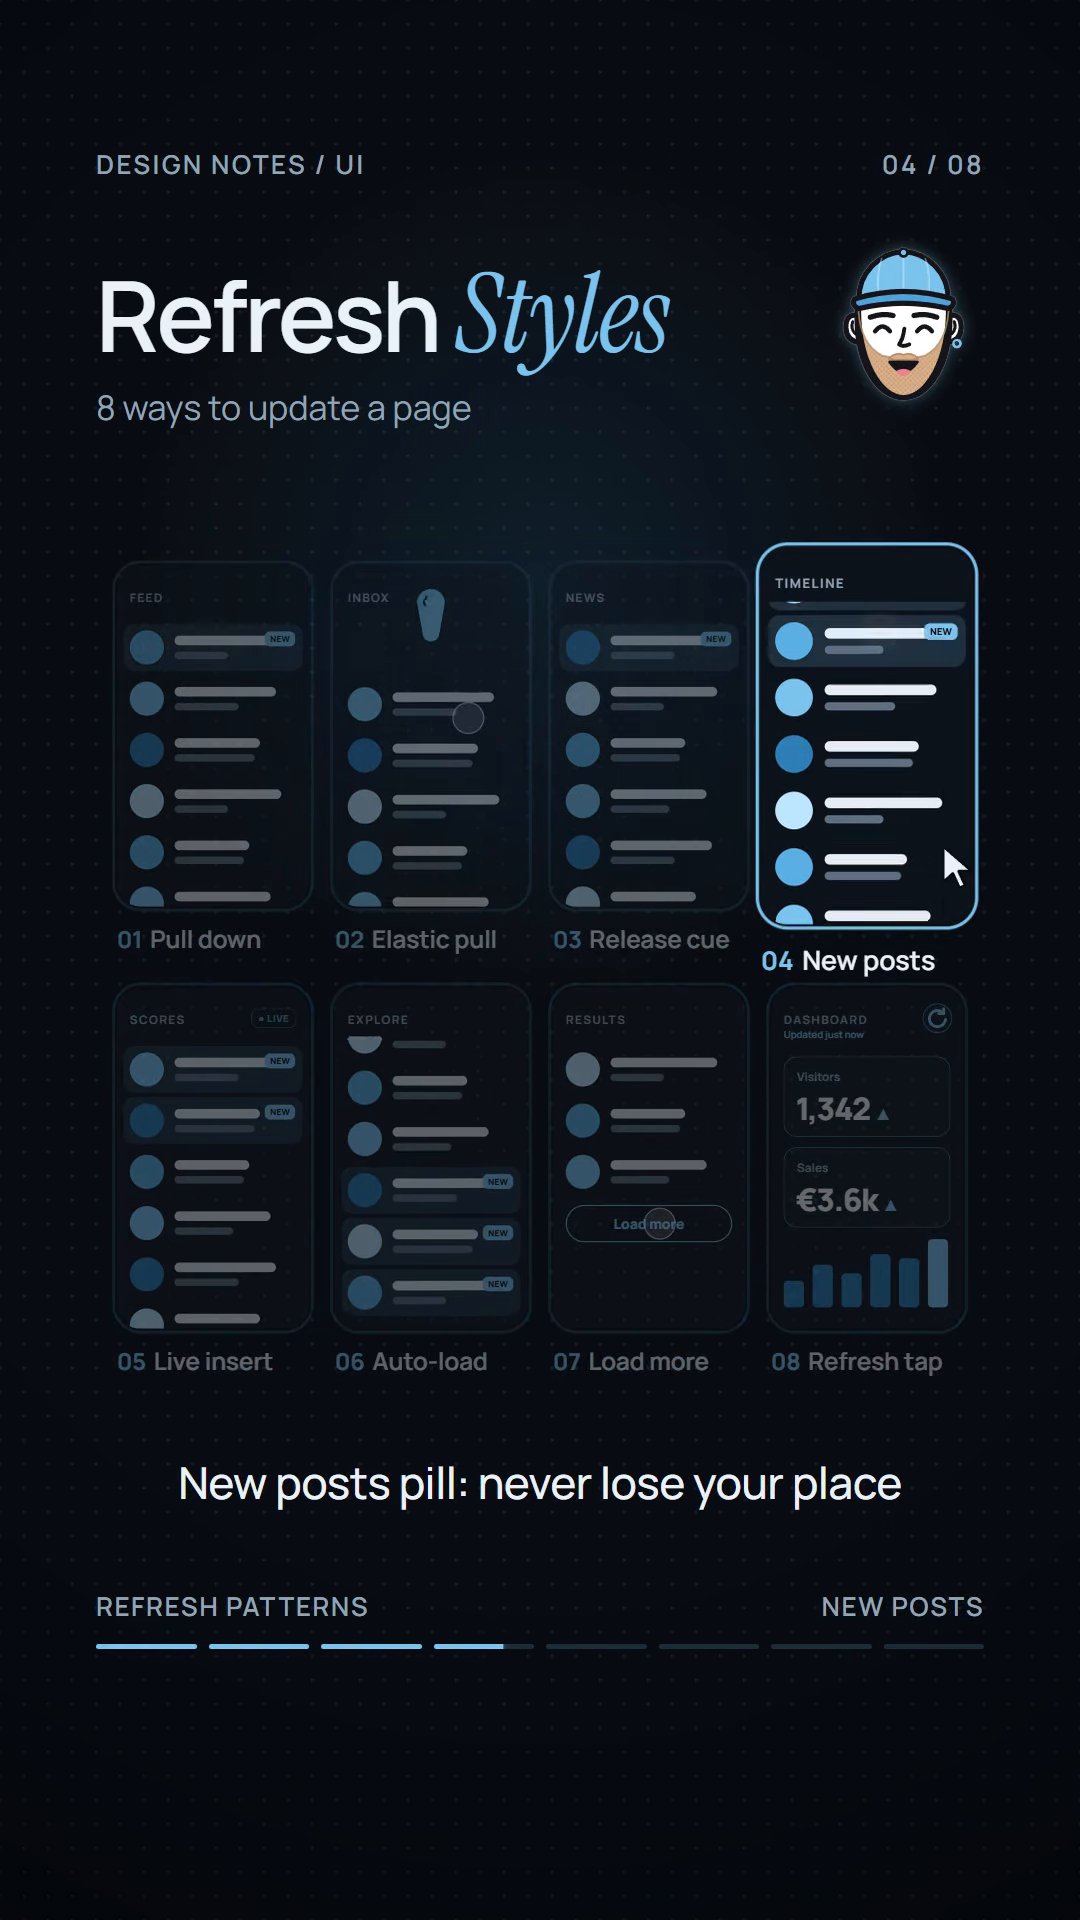 DESIGN NOTES / UI
04 / 08
Refresh Styles
8 ways to update a page
FEED
NEW
01 Pull down
INBOX
02 Elastic pull
NEWS
NEW
03 Release cue
TIMELINE
NEW
04 New posts
SCORES
• LIVE
NEW
NEW
05 Live insert
EXPLORE
NEW
NEW
NEW
06 Auto-load
RESULTS
Load more
07 Load more
DASHBOARD
Updated just now
Visitors
1,342 ▲
Sales
€3.6k ▲
08 Refresh tap
New posts pill: never lose your place
REFRESH PATTERNS
NEW POSTS